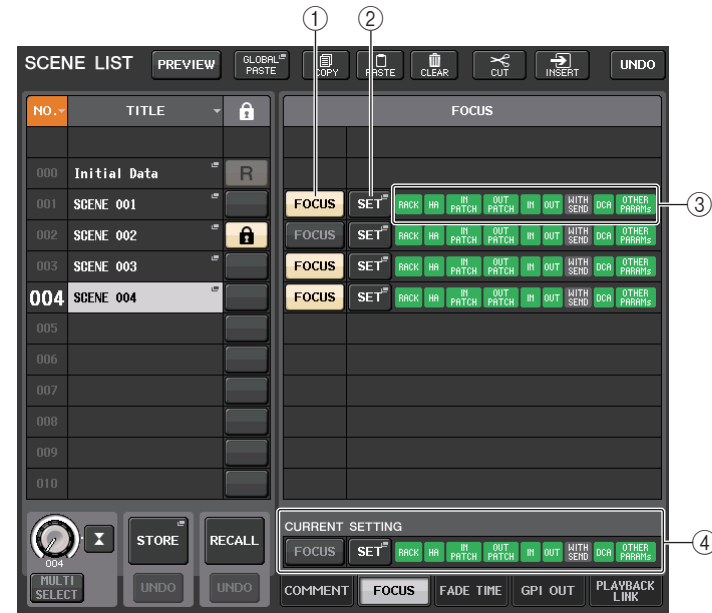 ① ②
SCENE LIST PREVIEW GLOBAL PASTE COPY PASTE CLEAR CUT INSERT UNDO
NO. TITLE FOCUS
000 Initial Data R
001 SCENE 001 FOCUS SET RACK HA IN PATCH OUT PATCH IN OUT WITH SEND DCA OTHER PARAMs ③
002 SCENE 002 FOCUS SET RACK HA IN PATCH OUT PATCH IN OUT WITH SEND DCA OTHER PARAMs
003 SCENE 003 FOCUS SET RACK HA IN PATCH OUT PATCH IN OUT WITH SEND DCA OTHER PARAMs
004 SCENE 004 FOCUS SET RACK HA IN PATCH OUT PATCH IN OUT WITH SEND DCA OTHER PARAMs
005
006
007
008
009
010
004 MULTI SELECT STORE UNDO RECALL UNDO
CURRENT SETTING
FOCUS SET RACK HA IN PATCH OUT PATCH IN OUT WITH SEND DCA OTHER PARAMs ④
COMMENT FOCUS FADE TIME GPI OUT PLAYBACK LINK